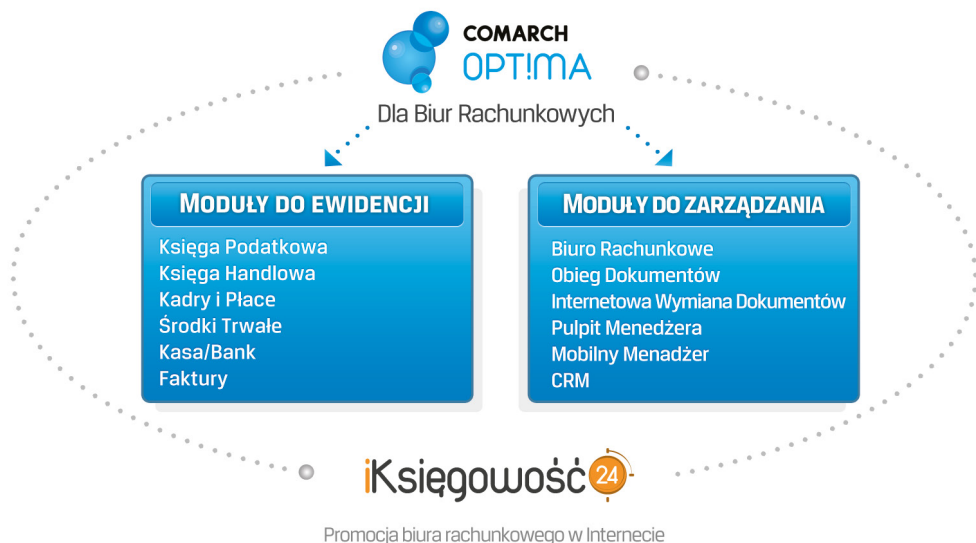 COMARCH
OPT!MA
Dla Biur Rachunkowych
MODUŁY DO EWIDENCJI
Księga Podatkowa
Księga Handlowa
Kadry i Płace
Środki Trwałe
Kasa/Bank
Faktury
MODUŁY DO ZARZĄDZANIA
Biuro Rachunkowe
Obieg Dokumentów
Internetowa Wymiana Dokumentów
Pulpit Menedżera
Mobilny Menadżer
CRM
iKsięgowość24
Promocja biura rachunkowego w Internecie